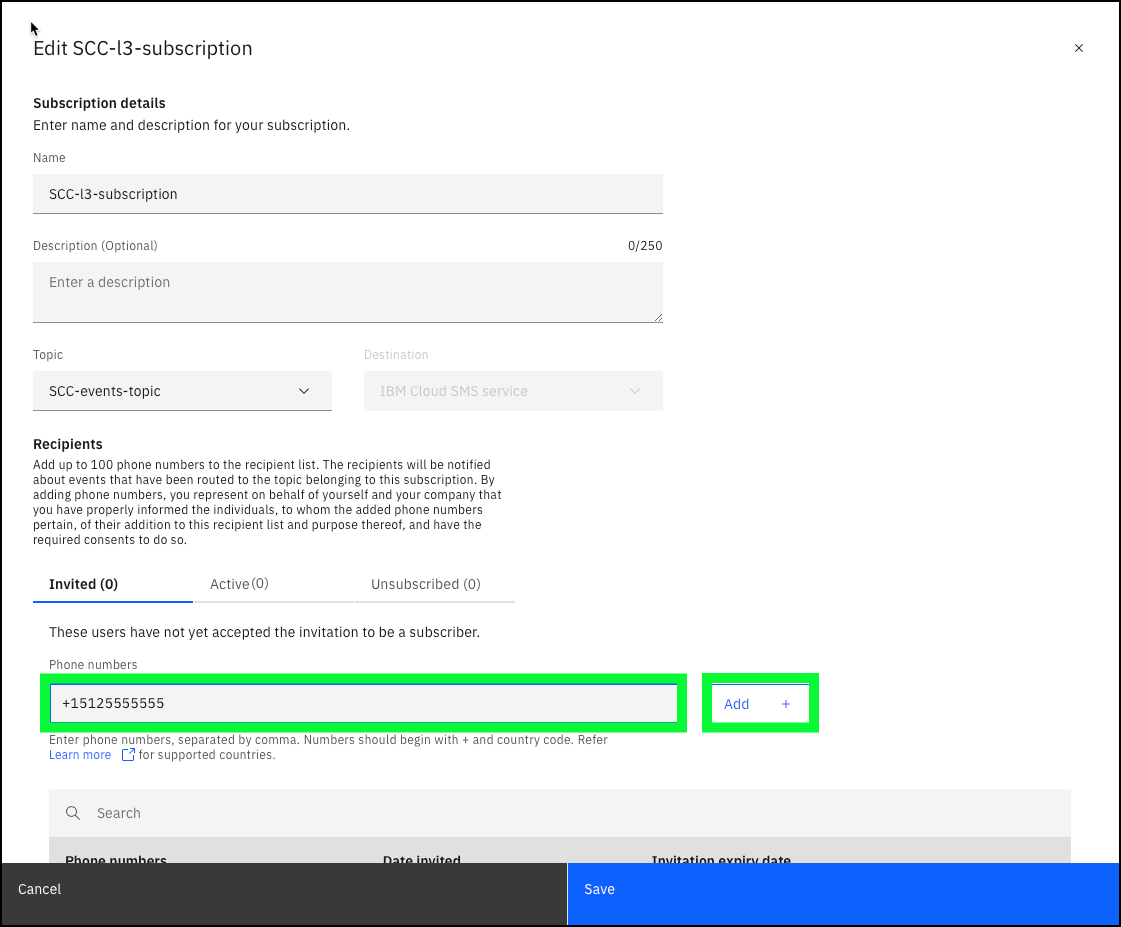 Edit SCC-l3-subscription
Subscription details
Enter name and description for your subscription.
Name
SCC-l3-subscription
Description (Optional) 0/250
Enter a description
Topic Destination
SCC-events-topic IBM Cloud SMS service
Recipients
Add up to 100 phone numbers to the recipient list. The recipients will be notified
about events that have been routed to the topic belonging to this subscription. By
adding phone numbers, you represent on behalf of yourself and your company that
you have properly informed the individuals, to whom the added phone numbers
pertain, of their addition to this recipient list and purpose thereof, and have the
required consents to do so.
Invited (0) Active(0) Unsubscribed (0)
These users have not yet accepted the invitation to be a subscriber.
Phone numbers
+15125555555 Add +
Enter phone numbers, separated by comma. Numbers should begin with + and country code. Refer
Learn more for supported countries.
Search
Phone numbers Date invited Invitation expiry date
Cancel Save